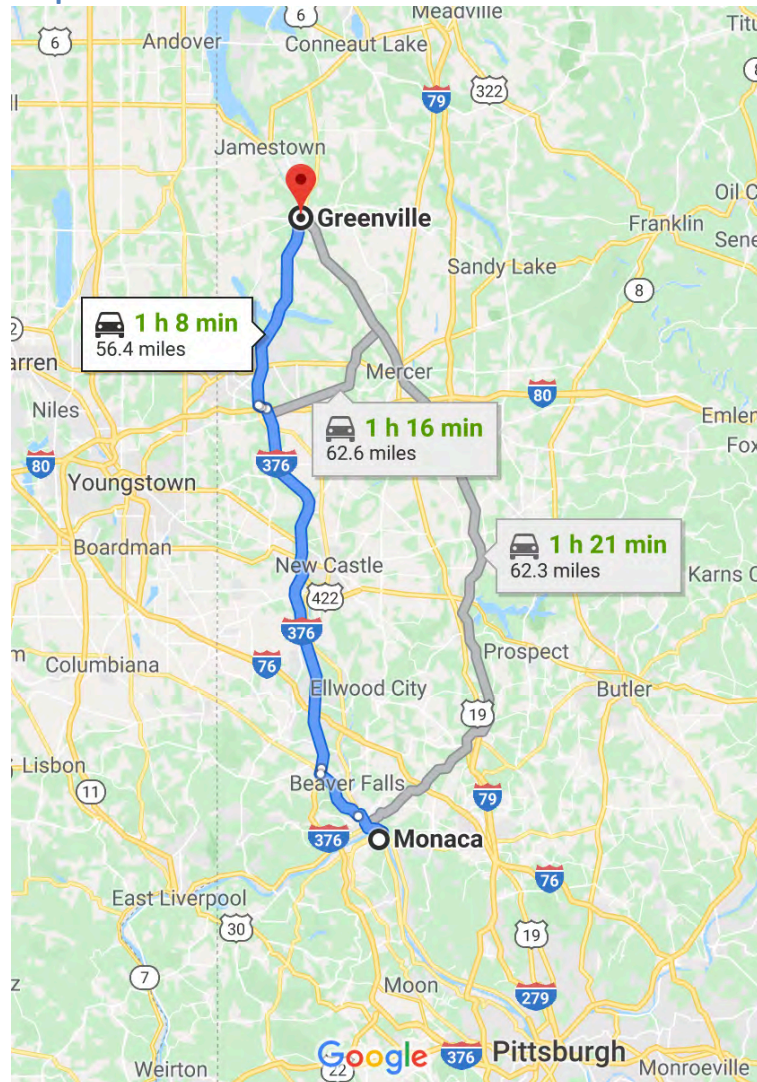 Meadville
6
6
Andover
Conneaut Lake
Titu
322
79
Jamestown
Oil C
Greenville
Franklin
Sene
Sandy Lake
8
1 h 8 min
56.4 miles
2
arren
Mercer
80
Niles
Emlen
1 h 16 min
62.6 miles
Fox
80
376
Youngstown
1 h 21 min
62.3 miles
Boardman
New Castle
Karns C
422
376
76
Prospect
Columbiana
Ellwood City
Butler
19
S Lisbon
Beaver Falls
11
79
376
Monaca
76
East Liverpool
30
19
7
Moon
279
Google
376
Pittsburgh
22
Weirton
Monroeville